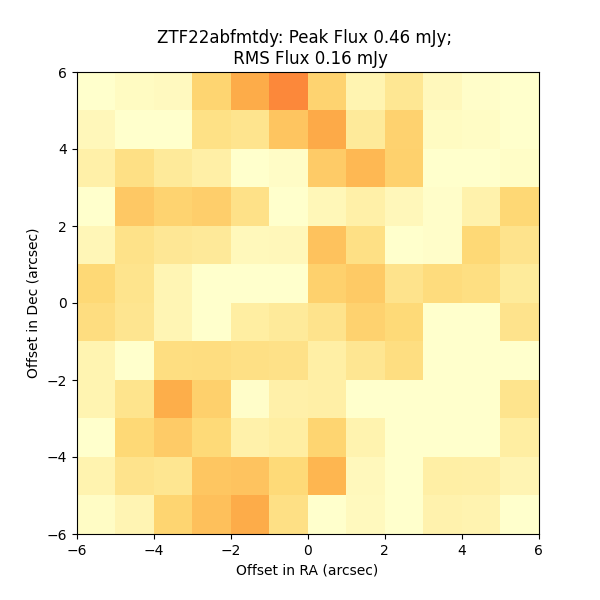 ZTF22abfmtdy: Peak Flux 0.46 mJy;
RMS Flux 0.16 mJy
6
4
2
0
−2
−4
−6
Offset in Dec (arcsec)
−6 −4 −2 0 2 4 6
Offset in RA (arcsec)